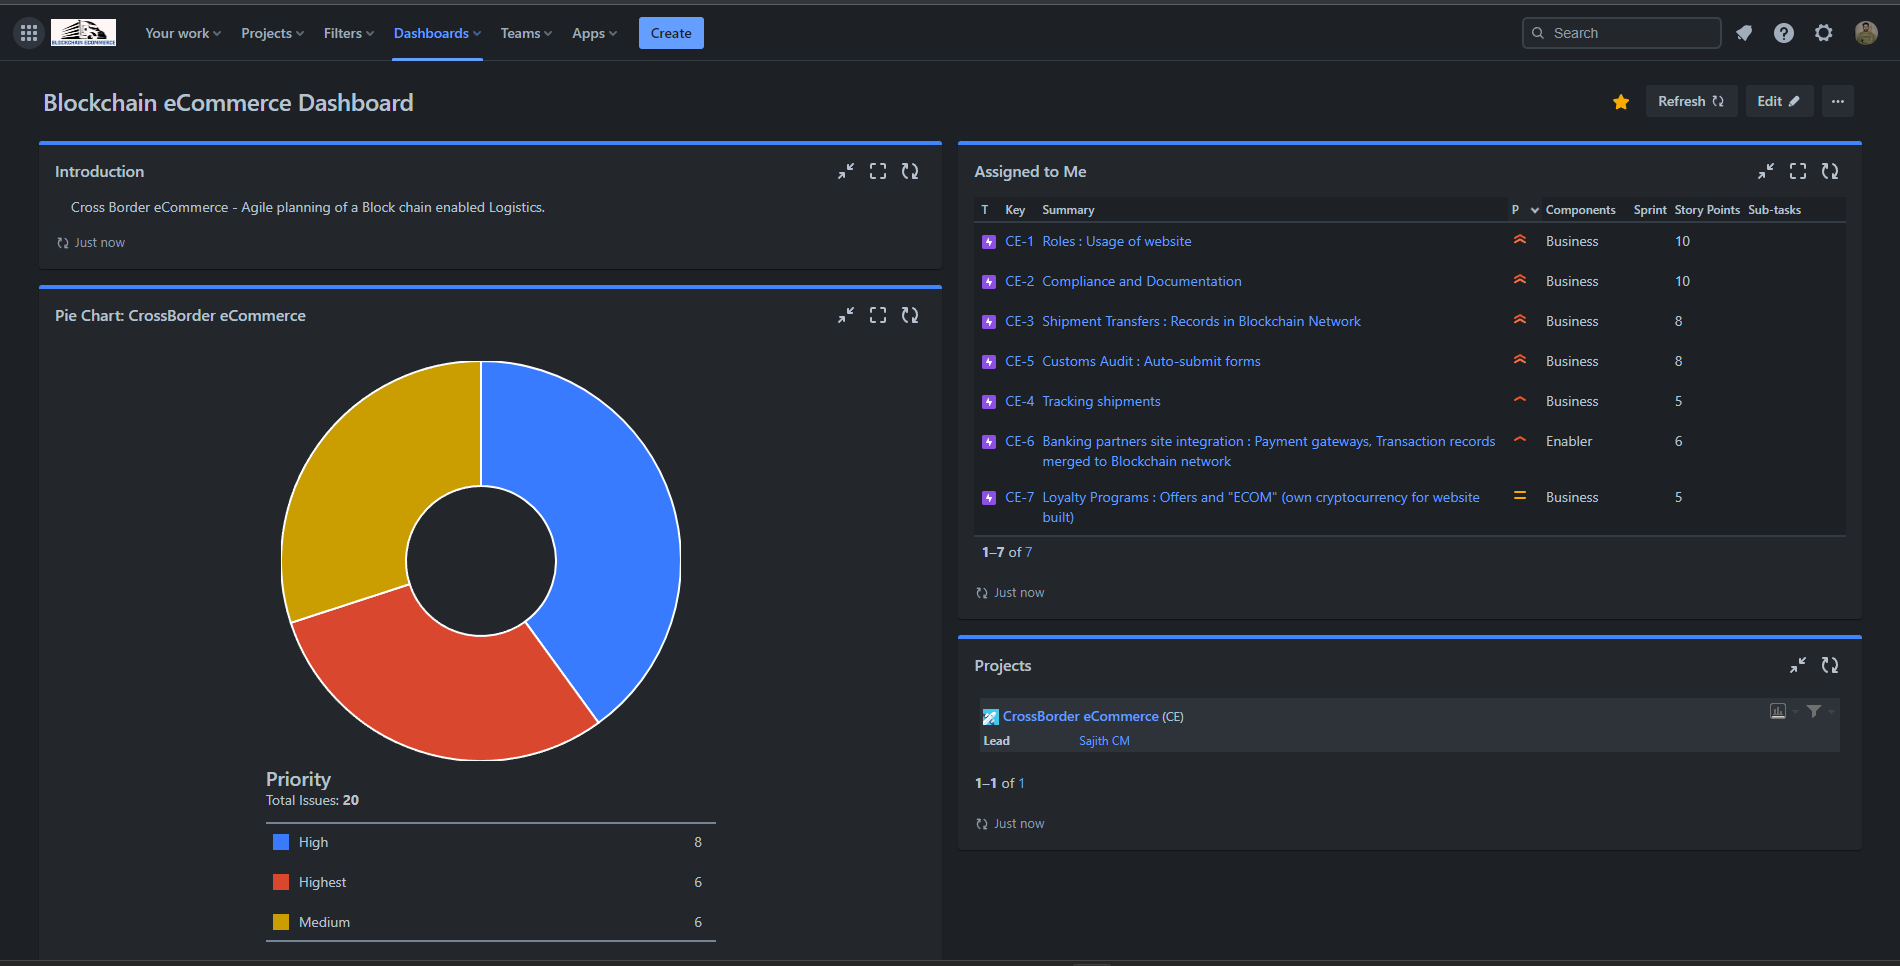 BLOCKCHAIN ECOMMERCE
Your work
Projects
Filters
Dashboards
Teams
Apps
Create
Search
Blockchain eCommerce Dashboard
Refresh
Edit
Introduction
Cross Border eCommerce - Agile planning of a Block chain enabled Logistics.
Just now
Pie Chart: CrossBorder eCommerce
Priority
Total Issues: 20
High 8
Highest 6
Medium 6
Assigned to Me
T Key Summary P Components Sprint Story Points Sub-tasks
CE-1 Roles : Usage of website Business 10
CE-2 Compliance and Documentation Business 10
CE-3 Shipment Transfers : Records in Blockchain Network Business 8
CE-5 Customs Audit : Auto-submit forms Business 8
CE-4 Tracking shipments Business 5
CE-6 Banking partners site integration : Payment gateways, Transaction records Enabler 6
merged to Blockchain network
CE-7 Loyalty Programs : Offers and "ECOM" (own cryptocurrency for website Business 5
built)
1–7 of 7
Just now
Projects
CrossBorder eCommerce (CE)
Lead Sajith CM
1–1 of 1
Just now